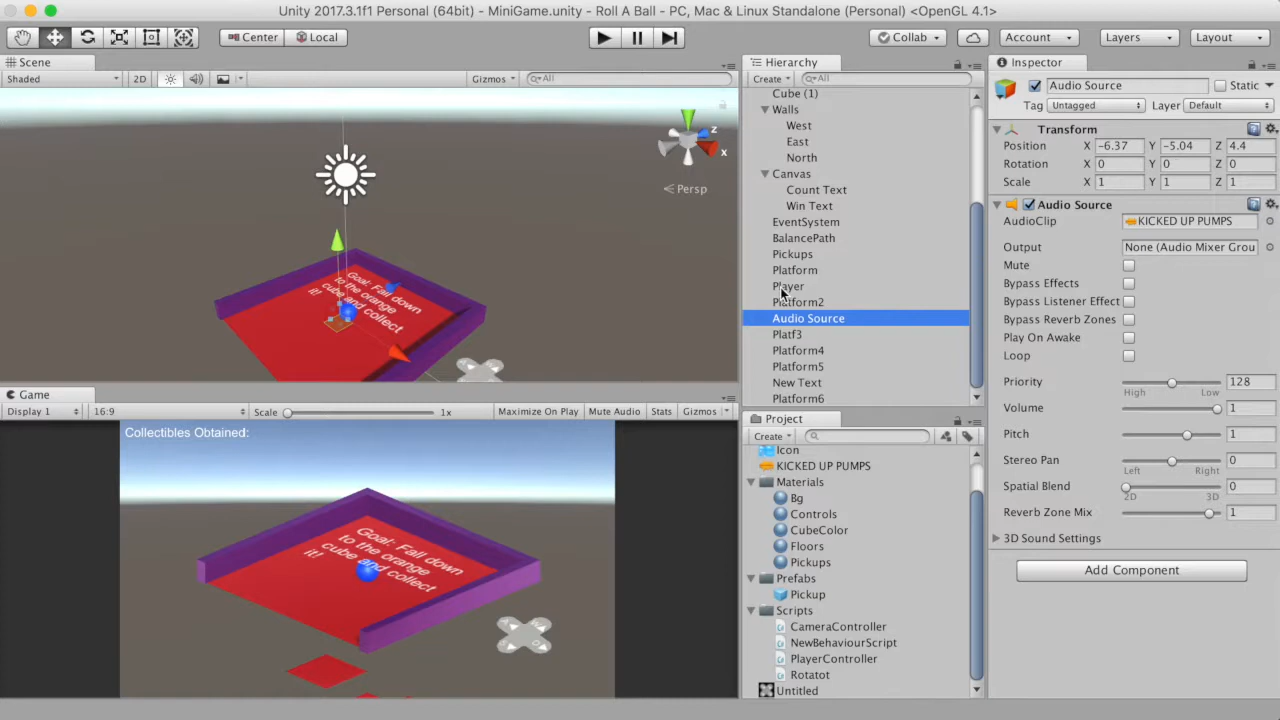 Unity 2017.3.1f1 Personal (64bit) - MiniGame.unity - Roll A Ball - PC, Mac & Linux Standalone (Personal) <OpenGL 4.1>
Center Local Collab Account Layers Layout
Scene
Shaded 2D Gizmos All
z
x
Persp
Goal: Fall down
to the orange
cube and collect
it!
Game
Display 1 16:9 Scale 1x Maximize On Play Mute Audio Stats Gizmos
Collectibles Obtained:
Goal: Fall down
to the orange
cube and collect
it!
Hierarchy
Create All
Cube (1)
Walls
West
East
North
Canvas
Count Text
Win Text
EventSystem
BalancePath
Pickups
Platform
Player
Platform2
Audio Source
Platf3
Platform4
Platform5
New Text
Platform6
Project
Create
Icon
KICKED UP PUMPS
Materials
Bg
Controls
CubeColor
Floors
Pickups
Prefabs
Pickup
Scripts
CameraController
NewBehaviourScript
PlayerController
Rotatot
Untitled
Inspector
Audio Source Static
Tag Untagged Layer Default
Transform
Position X -6.37 Y -5.04 Z 4.4
Rotation X 0 Y 0 Z 0
Scale X 1 Y 1 Z 1
Audio Source
AudioClip KICKED UP PUMPS
Output None (Audio Mixer Grou
Mute
Bypass Effects
Bypass Listener Effect
Bypass Reverb Zones
Play On Awake
Loop
Priority 128
High Low
Volume 1
Pitch 1
Stereo Pan 0
Left Right
Spatial Blend 0
2D 3D
Reverb Zone Mix 1
3D Sound Settings
Add Component